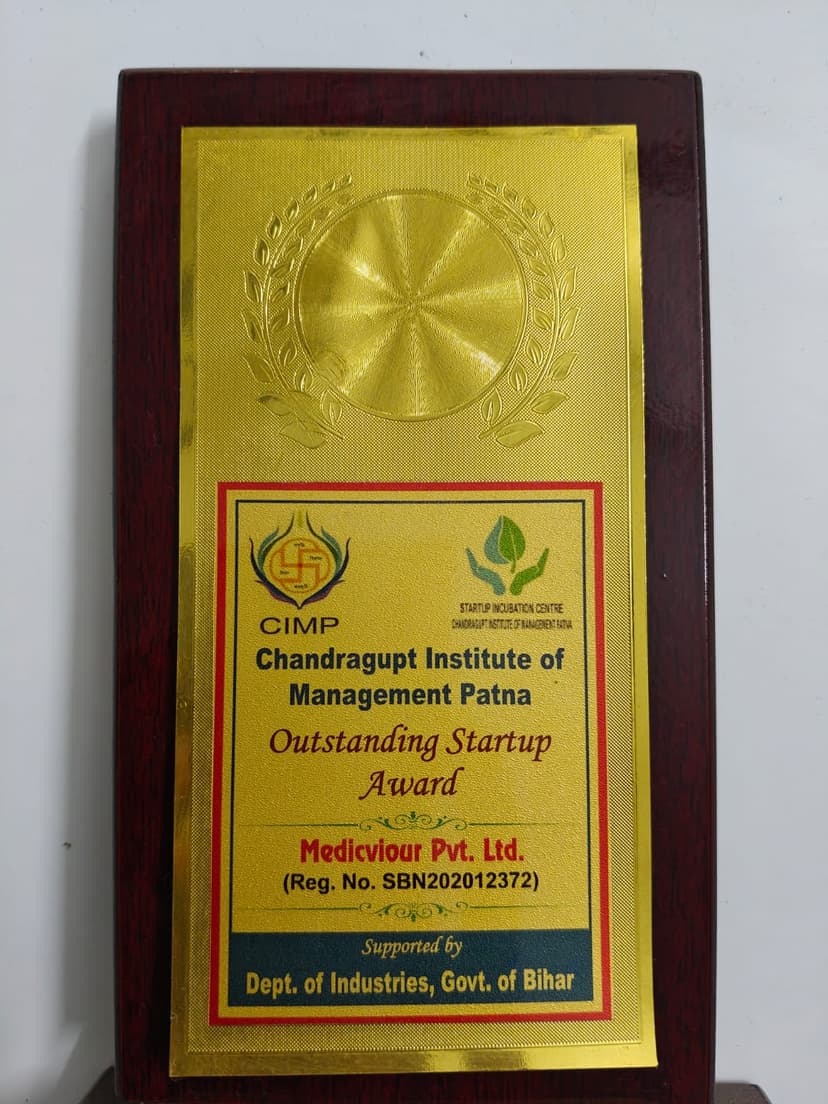 CIMP
STARTUP INCUBATION CENTRE
CHANDRAGUPT INSTITUTE OF MANAGEMENT PATNA
Chandragupt Institute of
Management Patna
Outstanding Startup
Award
Medicviour Pvt. Ltd.
(Reg. No. SBN202012372)
Supported by
Dept. of Industries, Govt. of Bihar